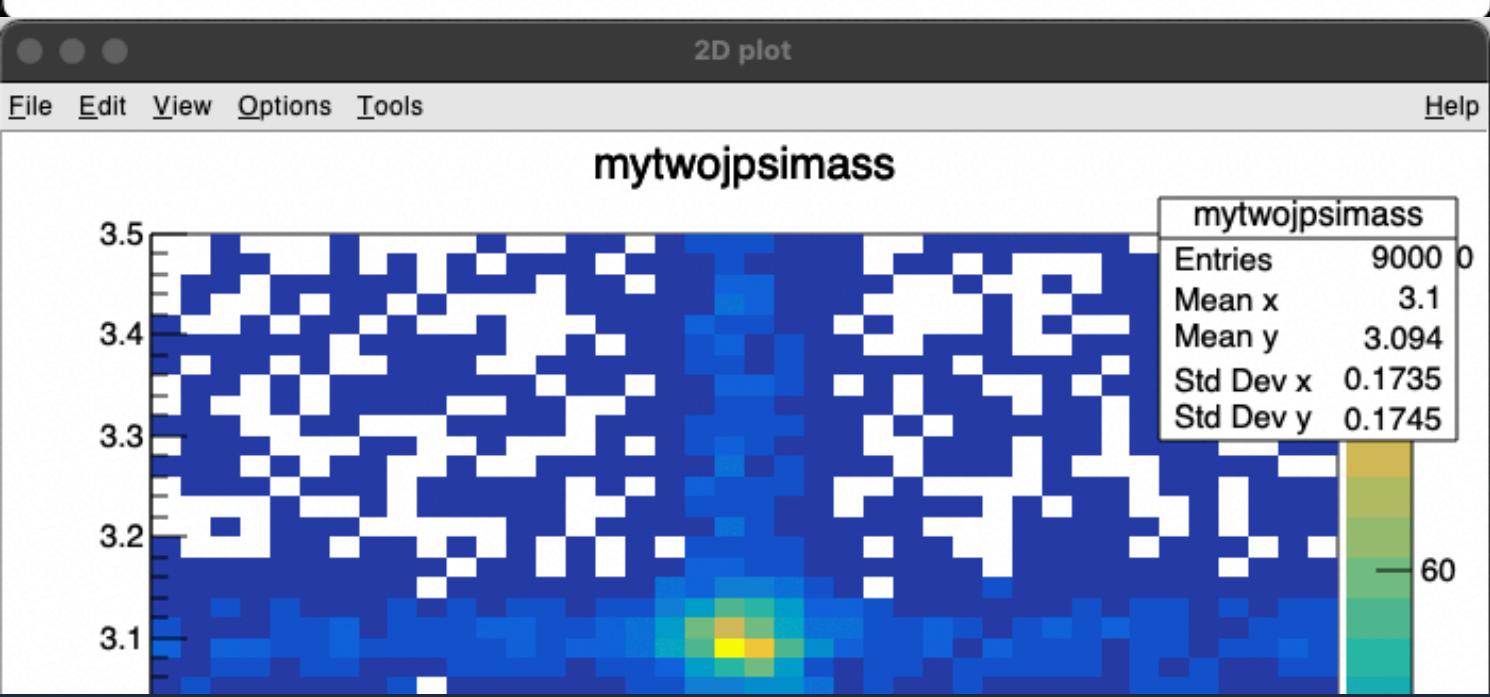 2D plot
File Edit View Options Tools Help
mytwojpsimass
mytwojpsimass
Entries 9000
0
Mean x 3.1
Mean y 3.094
Std Dev x 0.1735
Std Dev y 0.1745
3.5
3.4
3.3
3.2
3.1
60